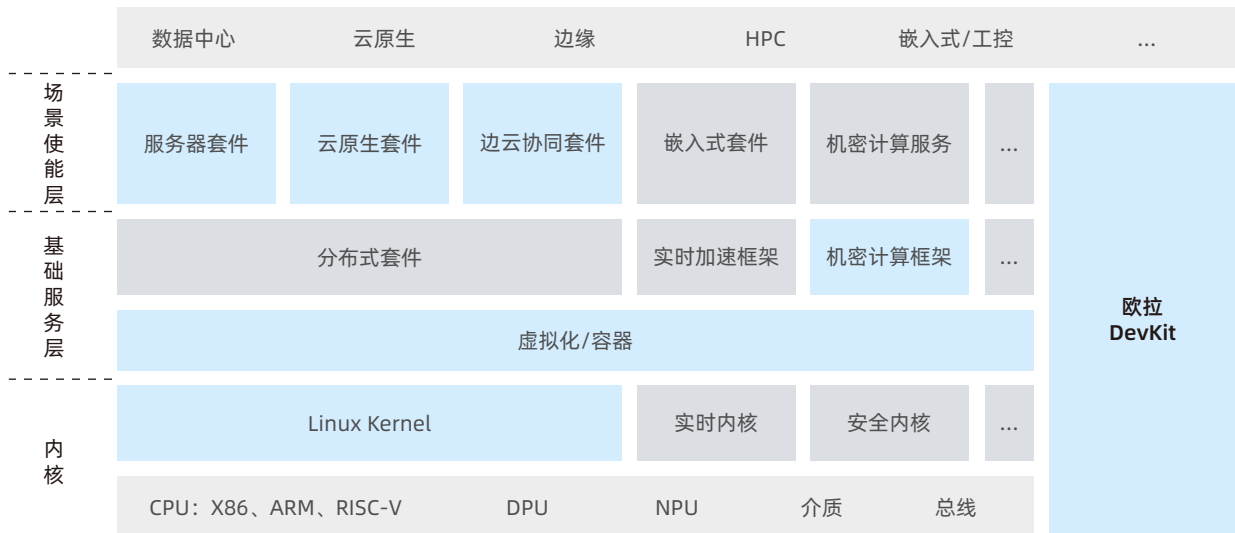 数据中心 云原生 边缘 HPC 嵌入式/工控 ...
场景使能层
服务器套件 云原生套件 边云协同套件 嵌入式套件 机密计算服务 ...
基础服务层
分布式套件 实时加速框架 机密计算框架 ...
虚拟化/容器
欧拉
DevKit
内核
Linux Kernel 实时内核 安全内核 ...
CPU：X86、ARM、RISC-V DPU NPU 介质 总线